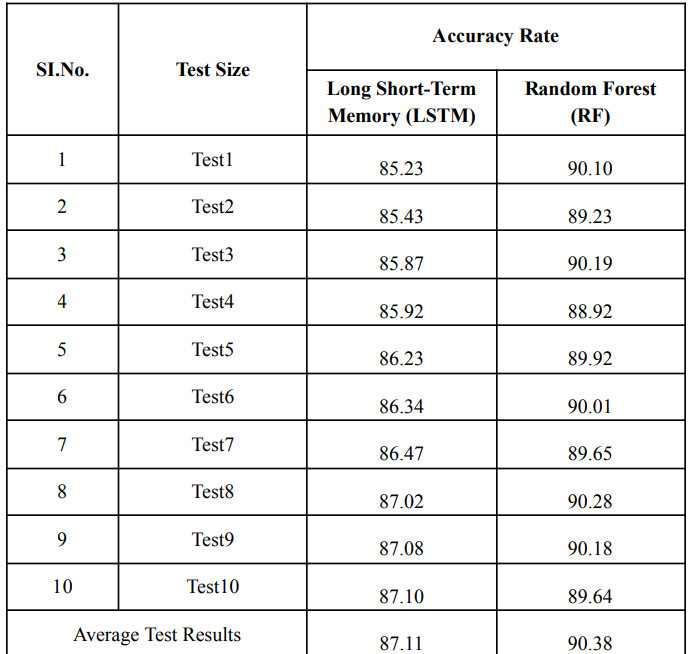 Accuracy Rate
SI.No. Test Size
Long Short-Term Random Forest
Memory (LSTM) (RF)
1 Test1 85.23 90.10
2 Test2 85.43 89.23
3 Test3 85.87 90.19
4 Test4 85.92 88.92
5 Test5 86.23 89.92
6 Test6 86.34 90.01
7 Test7 86.47 89.65
8 Test8 87.02 90.28
9 Test9 87.08 90.18
10 Test10 87.10 89.64
Average Test Results 87.11 90.38